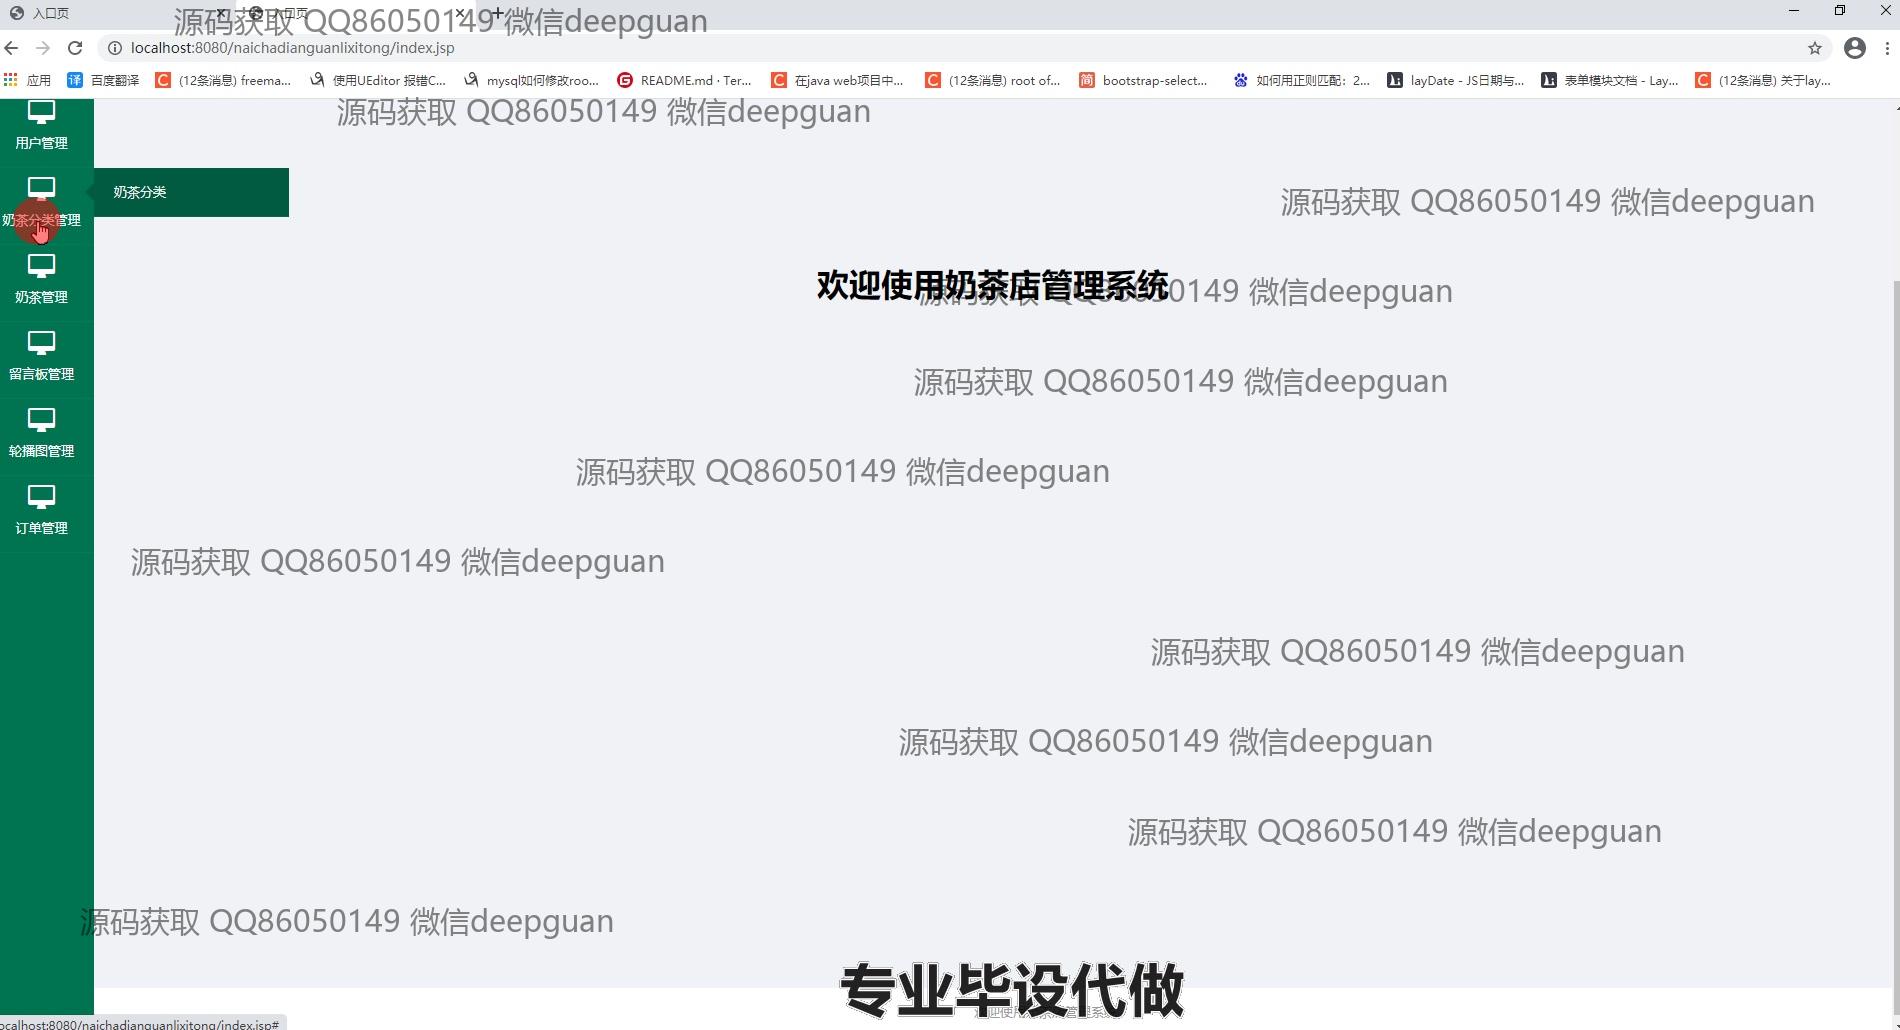 入口页
入口页
源码获取 QQ86050149 微信deepguan
localhost:8080/naichadianguanlixitong/index.jsp
应用
百度翻译
(12条消息) freema...
使用UEditor 报错C...
mysql如何修改roo...
README.md · Ter...
在java web项目中...
(12条消息) root of...
bootstrap-select...
如何用正则匹配：2...
layDate - JS日期与...
表单模块文档 - Lay...
(12条消息) 关于lay...
源码获取 QQ86050149 微信deepguan
用户管理
奶茶分类
源码获取 QQ86050149 微信deepguan
奶茶分类管理
欢迎使用奶茶店管理系统
源码获取 QQ86050149 微信deepguan
奶茶管理
留言板管理
源码获取 QQ86050149 微信deepguan
轮播图管理
源码获取 QQ86050149 微信deepguan
订单管理
源码获取 QQ86050149 微信deepguan
源码获取 QQ86050149 微信deepguan
源码获取 QQ86050149 微信deepguan
源码获取 QQ86050149 微信deepguan
源码获取 QQ86050149 微信deepguan
专业毕设代做
ocalhost:8080/naichadianguanlixitong/index.jsp#